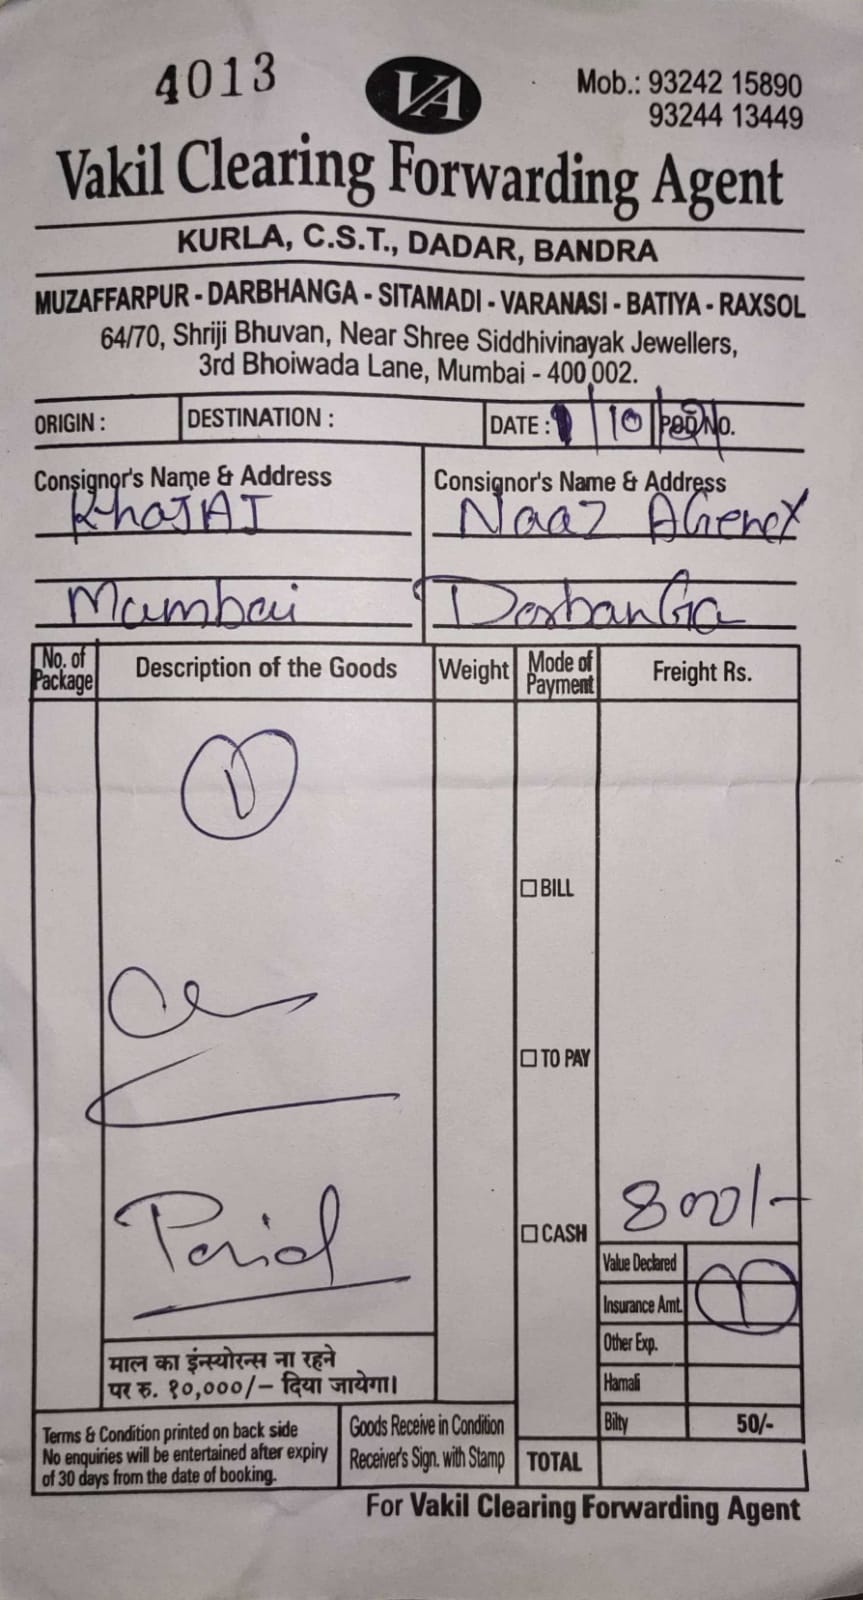 4013
VA
Mob.: 93242 15890
93244 13449
Vakil Clearing Forwarding Agent
KURLA, C.S.T., DADAR, BANDRA
MUZAFFARPUR - DARBHANGA - SITAMADI - VARANASI - BATIYA - RAXSOL
64/70, Shriji Bhuvan, Near Shree Siddhivinayak Jewellers,
3rd Bhoiwada Lane, Mumbai - 400 002.
ORIGIN : DESTINATION : DATE : 1/10/ No.
Consignor's Name & Address Consignor's Name & Address
KhaJAJ Naaz AGency
Mumbai DarbanGa
No. of Package Description of the Goods Weight Mode of Payment Freight Rs.
BILL
TO PAY
Paid
CASH 800/-
Value Declared
Insurance Amt.
Other Exp.
Hamali
Bilty 50/-
माल का इंन्स्योरन्स ना रहने
पर रु. १०,०००/- दिया जायेगा।
Terms & Condition printed on back side
No enquiries will be entertained after expiry
of 30 days from the date of booking.
Goods Receive in Condition
Receiver's Sign. with Stamp
TOTAL
For Vakil Clearing Forwarding Agent